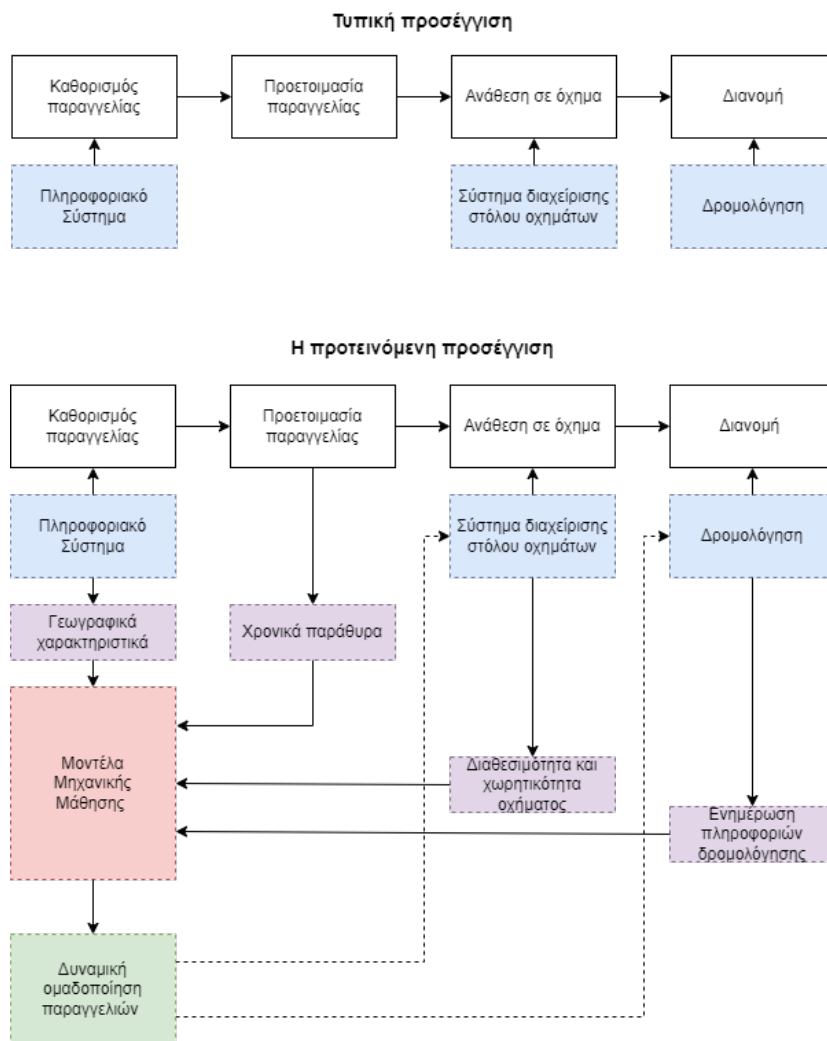 Τυπική προσέγγιση
Καθορισμός
παραγγελίας
Προετοιμασία
παραγγελίας
Ανάθεση σε όχημα
Διανομή
Πληροφοριακό
Σύστημα
Σύστημα διαχείρισης
στόλου οχημάτων
Δρομολόγηση
Η προτεινόμενη προσέγγιση
Καθορισμός
παραγγελίας
Προετοιμασία
παραγγελίας
Ανάθεση σε όχημα
Διανομή
Πληροφοριακό
Σύστημα
Σύστημα διαχείρισης
στόλου οχημάτων
Δρομολόγηση
Γεωγραφικά
χαρακτηριστικά
Χρονικά παράθυρα
Μοντέλα
Μηχανικής
Μάθησης
Διαθεσιμότητα και
χωρητικότητα
οχήματος
Ενημέρωση
πληροφοριών
δρομολόγησης
Δυναμική
ομαδοποίηση
παραγγελιών